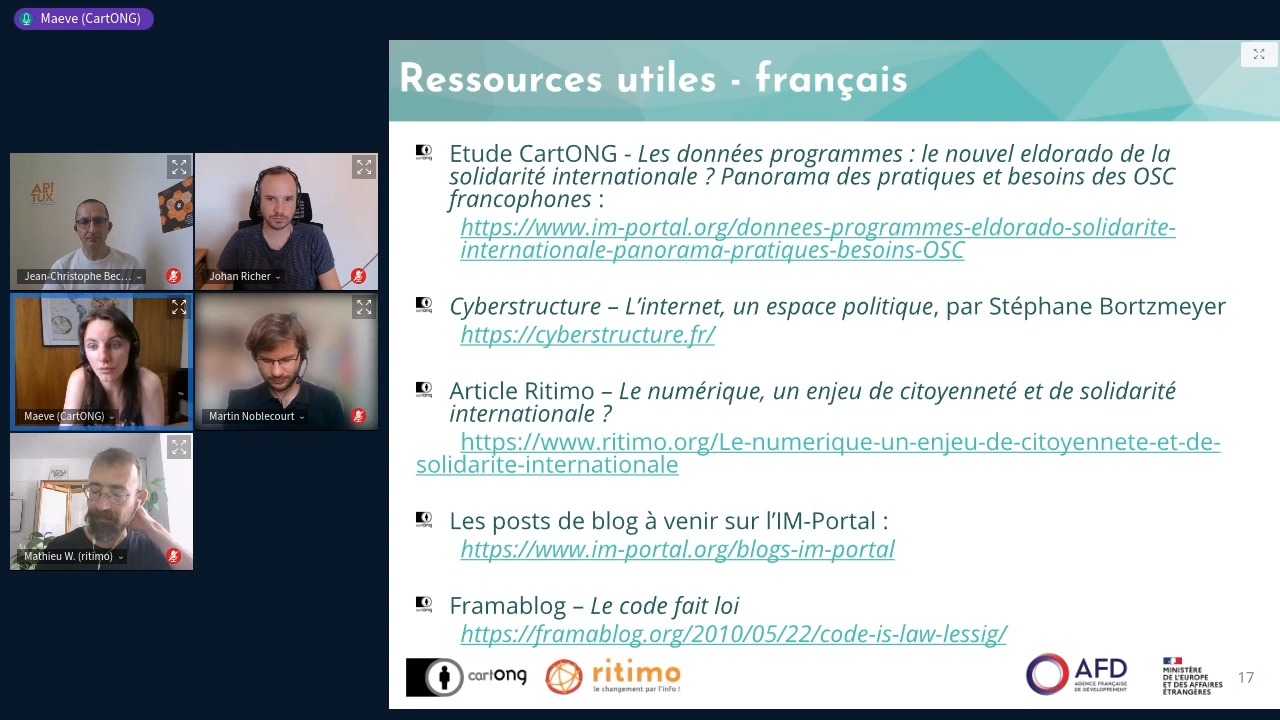 Maeve (CartONG)
Ressources utiles - français
Etude CartONG - Les données programmes : le nouvel eldorado de la
solidarité internationale ? Panorama des pratiques et besoins des OSC
francophones :
https://www.im-portal.org/donnees-programmes-eldorado-solidarite-
internationale-panorama-pratiques-besoins-OSC
Cyberstructure – L'internet, un espace politique, par Stéphane Bortzmeyer
https://cyberstructure.fr/
Article Ritimo – Le numérique, un enjeu de citoyenneté et de solidarité
internationale ?
https://www.ritimo.org/Le-numerique-un-enjeu-de-citoyennete-et-de-
solidarite-internationale
Les posts de blog à venir sur l'IM-Portal :
https://www.im-portal.org/blogs-im-portal
Framablog – Le code fait loi
https://framablog.org/2010/05/22/code-is-law-lessig/
cartong
ritimo
le changement par l'info !
AFD
AGENCE FRANÇAISE
DE DÉVELOPPEMENT
MINISTÈRE
DE L'EUROPE
ET DES AFFAIRES
ÉTRANGÈRES
17
Jean-Christophe Bec...
Johan Richer
Maeve (CartONG)
Martin Noblecourt
Mathieu W. (ritimo)